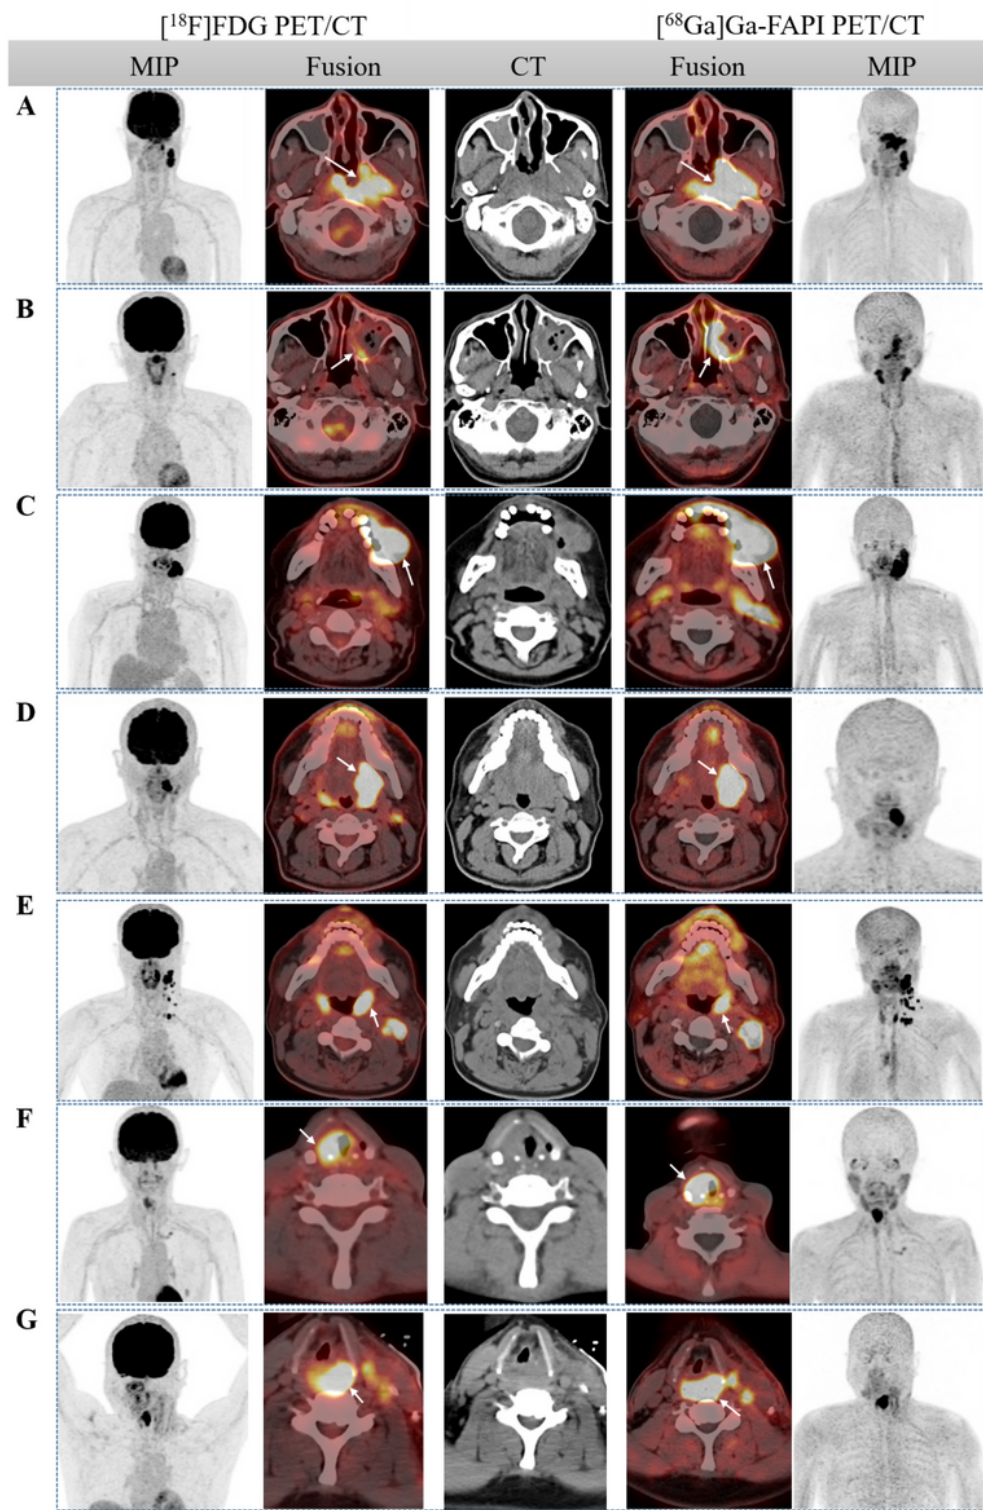 [¹⁸F]FDG PET/CT [⁶⁸Ga]Ga-FAPI PET/CT
MIP Fusion CT Fusion MIP
A
B
C
D
E
F
G